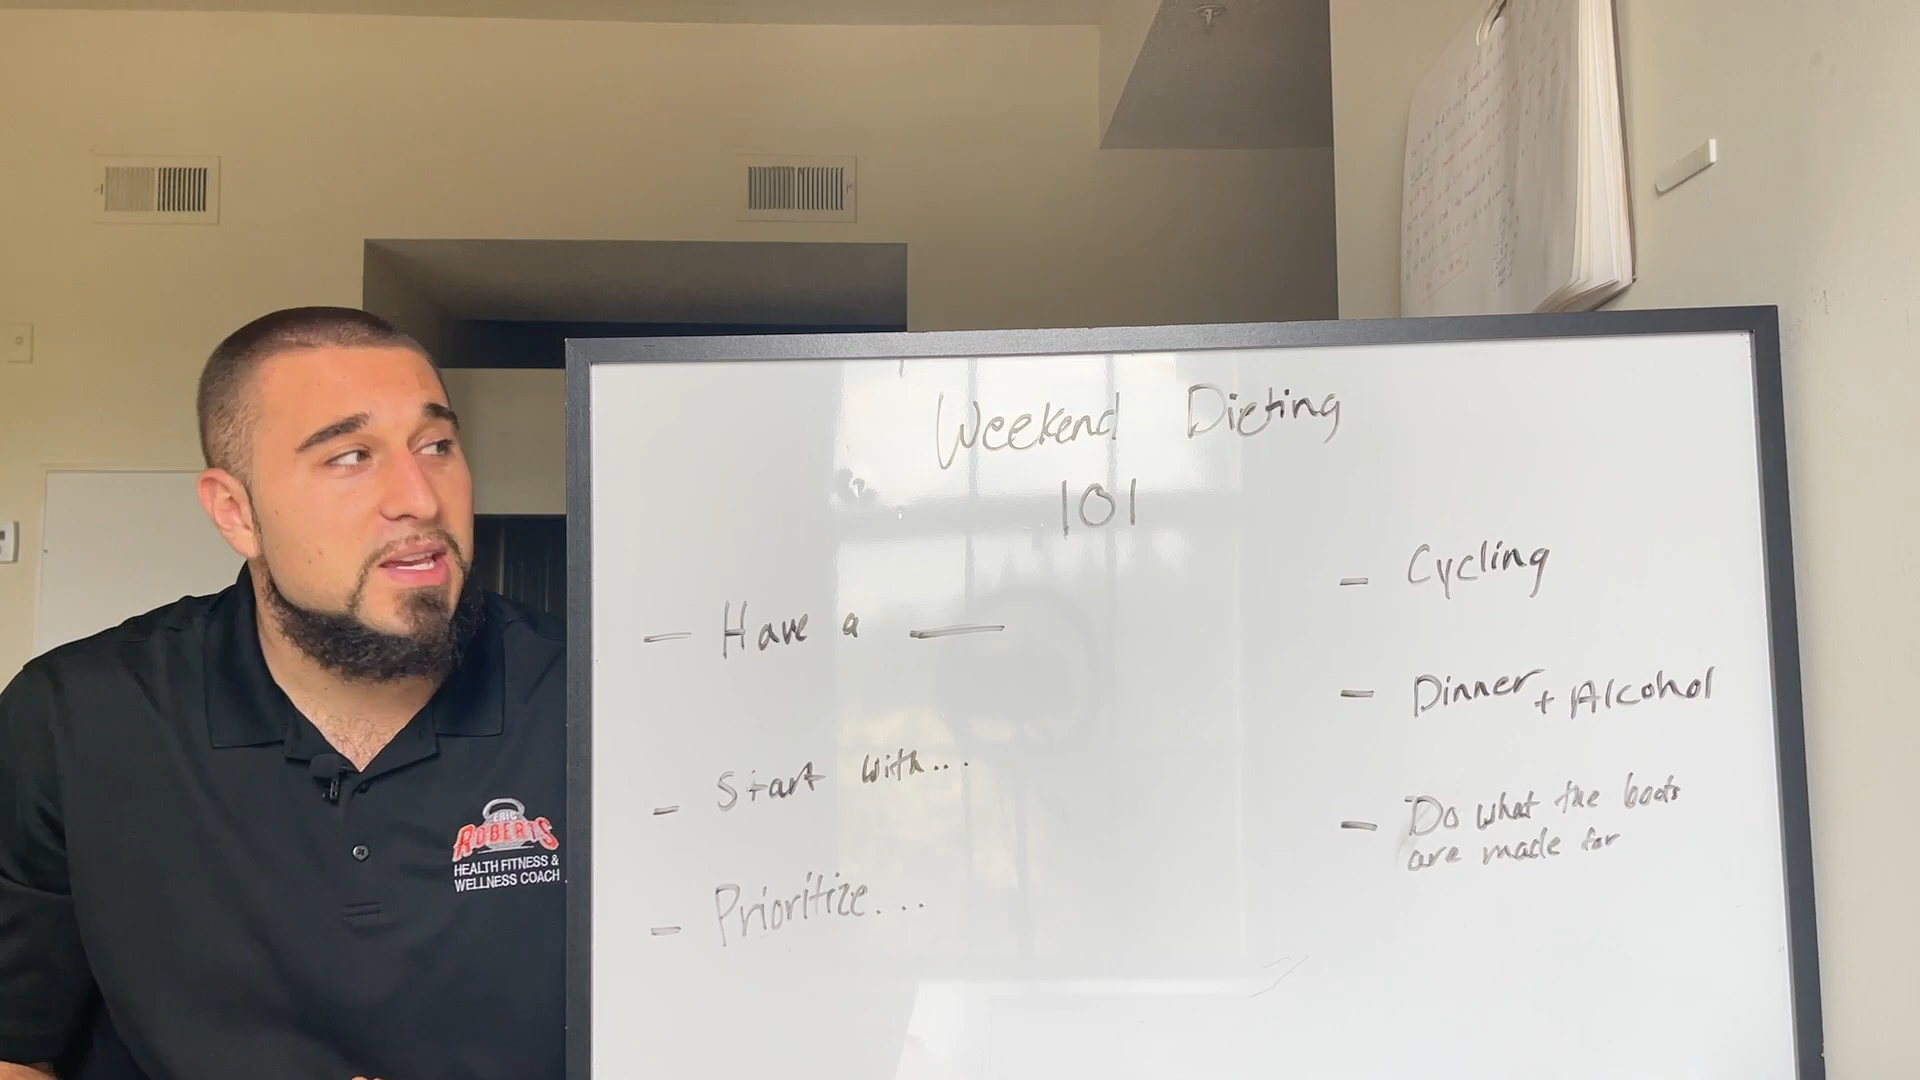 Weekend Dieting
101
- Have a ___
- Start with...
- Prioritize...
- Cycling
- Dinner + Alcohol
- Do what the boots
are made for
ERIC
ROBERTS
HEALTH FITNESS &
WELLNESS COACH